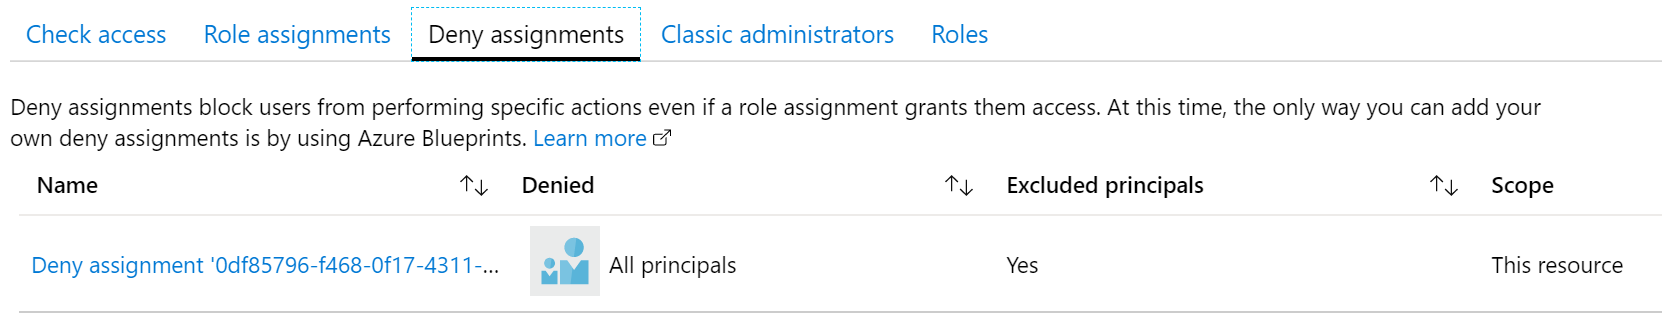 Check access Role assignments Deny assignments Classic administrators Roles
Deny assignments block users from performing specific actions even if a role assignment grants them access. At this time, the only way you can add your
own deny assignments is by using Azure Blueprints. Learn more
Name Denied Excluded principals Scope
Deny assignment '0df85796-f468-0f17-4311-... All principals Yes This resource